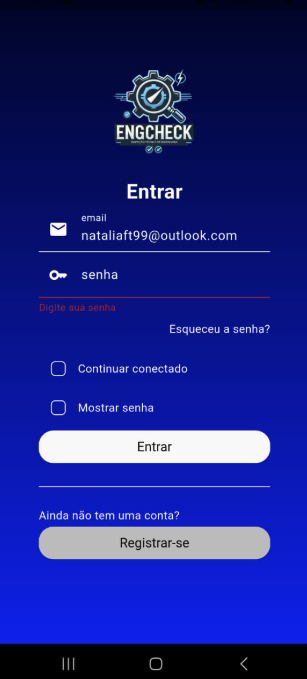 ENGCHECK
Entrar
email
nataliaft99@outlook.com
senha
Digite sua senha
Esqueceu a senha?
Continuar conectado
Mostrar senha
Entrar
Ainda não tem uma conta?
Registrar-se